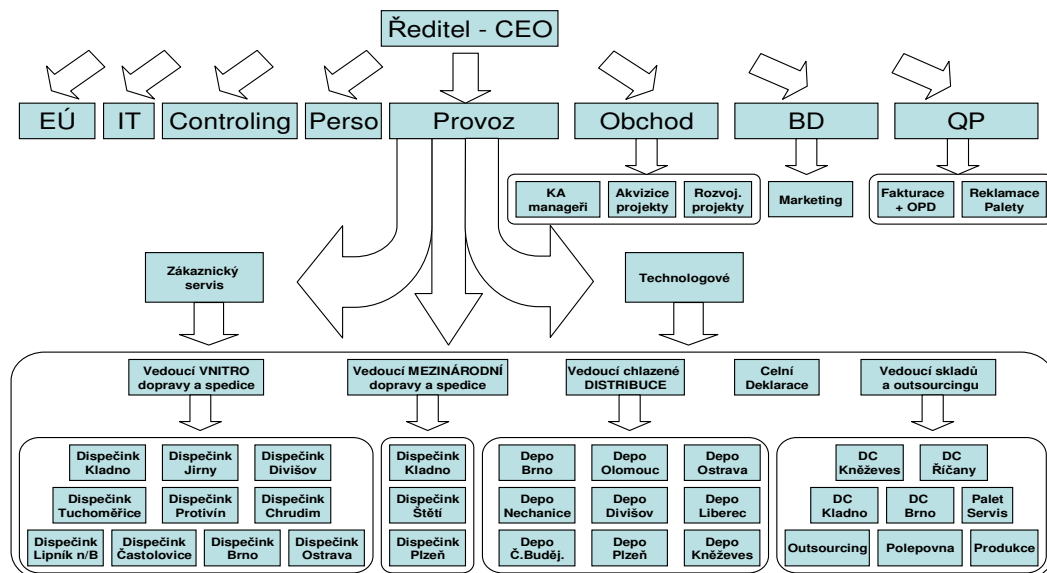 Ředitel - CEO
EÚ
IT
Controling
Perso
Provoz
Obchod
BD
QP
KA
manageři
Akvizice
projekty
Rozvoj.
projekty
Marketing
Fakturace
+ OPD
Reklamace
Palety
Zákaznický
servis
Technologové
Vedoucí VNITRO
dopravy a spedice
Vedoucí MEZINÁRODNÍ
dopravy a spedice
Vedoucí chlazené
DISTRIBUCE
Celní
Deklarace
Vedoucí skladů
a outsourcingu
Dispečink
Kladno
Dispečink
Jirny
Dispečink
Divišov
Dispečink
Tuchoměřice
Dispečink
Protivín
Dispečink
Chrudim
Dispečink
Lipník n/B
Dispečink
Častolovice
Dispečink
Brno
Dispečink
Ostrava
Dispečink
Kladno
Dispečink
Štětí
Dispečink
Plzeň
Depo
Brno
Depo
Olomouc
Depo
Ostrava
Depo
Nechanice
Depo
Divišov
Depo
Liberec
Depo
Č.Buděj.
Depo
Plzeň
Depo
Kněževes
DC
Kněževes
DC
Říčany
DC
Kladno
DC
Brno
Palet
Servis
Outsourcing
Polepovna
Produkce